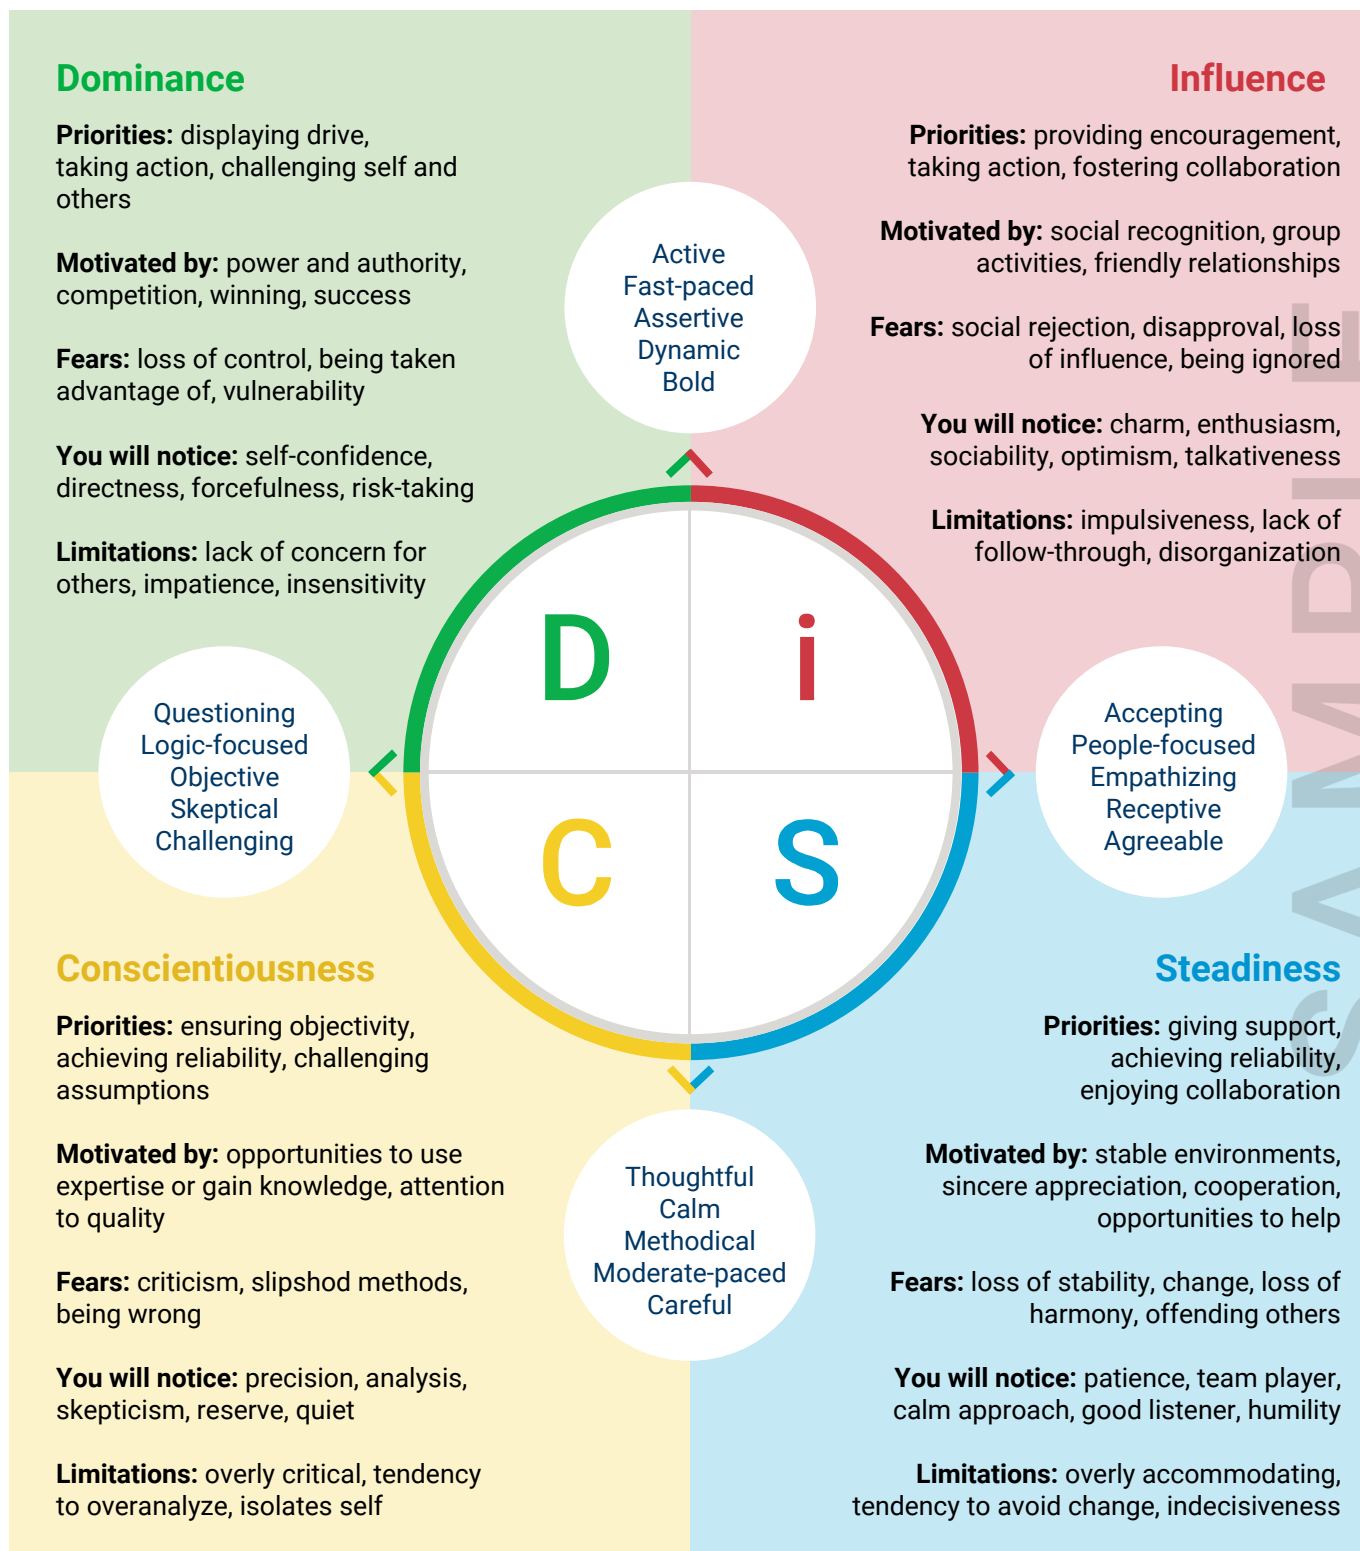 Dominance
Priorities: displaying drive,
taking action, challenging self and
others
Motivated by: power and authority,
competition, winning, success
Fears: loss of control, being taken
advantage of, vulnerability
You will notice: self-confidence,
directness, forcefulness, risk-taking
Limitations: lack of concern for
others, impatience, insensitivity
Influence
Priorities: providing encouragement,
taking action, fostering collaboration
Motivated by: social recognition, group
activities, friendly relationships
Fears: social rejection, disapproval, loss
of influence, being ignored
You will notice: charm, enthusiasm,
sociability, optimism, talkativeness
Limitations: impulsiveness, lack of
follow-through, disorganization
Active
Fast-paced
Assertive
Dynamic
Bold
D
i
C
S
Questioning
Logic-focused
Objective
Skeptical
Challenging
Accepting
People-focused
Empathizing
Receptive
Agreeable
Conscientiousness
Priorities: ensuring objectivity,
achieving reliability, challenging
assumptions
Motivated by: opportunities to use
expertise or gain knowledge, attention
to quality
Fears: criticism, slipshod methods,
being wrong
You will notice: precision, analysis,
skepticism, reserve, quiet
Limitations: overly critical, tendency
to overanalyze, isolates self
Thoughtful
Calm
Methodical
Moderate-paced
Careful
Steadiness
Priorities: giving support,
achieving reliability,
enjoying collaboration
Motivated by: stable environments,
sincere appreciation, cooperation,
opportunities to help
Fears: loss of stability, change, loss of
harmony, offending others
You will notice: patience, team player,
calm approach, good listener, humility
Limitations: overly accommodating,
tendency to avoid change, indecisiveness
SAMPLE